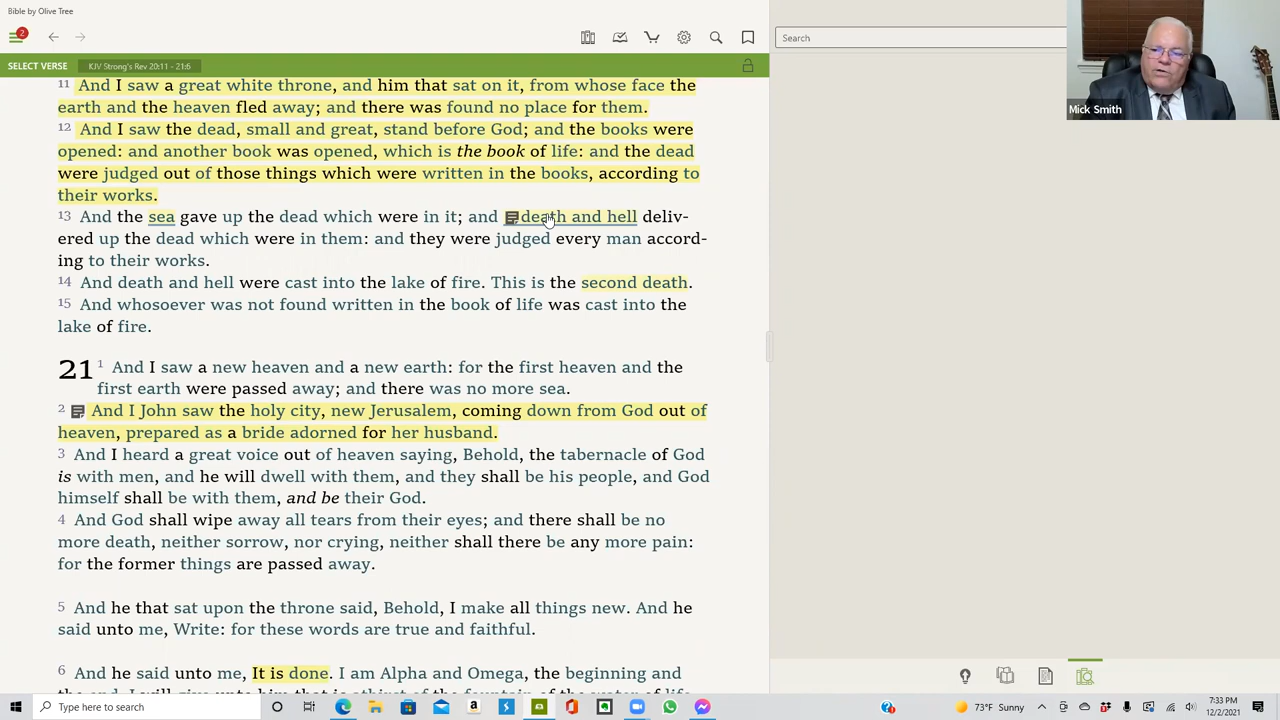 Bible by Olive Tree
2
Search
SELECT VERSE KJV Strong's Rev 20:11 - 21:6
Mick Smith
11 And I saw a great white throne, and him that sat on it, from whose face the
earth and the heaven fled away; and there was found no place for them.
12 And I saw the dead, small and great, stand before God; and the books were
opened: and another book was opened, which is the book of life: and the dead
were judged out of those things which were written in the books, according to
their works.
13 And the sea gave up the dead which were in it; and death and hell deliv-
ered up the dead which were in them: and they were judged every man accord-
ing to their works.
14 And death and hell were cast into the lake of fire. This is the second death.
15 And whosoever was not found written in the book of life was cast into the
lake of fire.
21 1 And I saw a new heaven and a new earth: for the first heaven and the
first earth were passed away; and there was no more sea.
2 And I John saw the holy city, new Jerusalem, coming down from God out of
heaven, prepared as a bride adorned for her husband.
3 And I heard a great voice out of heaven saying, Behold, the tabernacle of God
is with men, and he will dwell with them, and they shall be his people, and God
himself shall be with them, and be their God.
4 And God shall wipe away all tears from their eyes; and there shall be no
more death, neither sorrow, nor crying, neither shall there be any more pain:
for the former things are passed away.
5 And he that sat upon the throne said, Behold, I make all things new. And he
said unto me, Write: for these words are true and faithful.
6 And he said unto me, It is done. I am Alpha and Omega, the beginning and
Type here to search
73°F Sunny
7:33 PM
12/2/2021